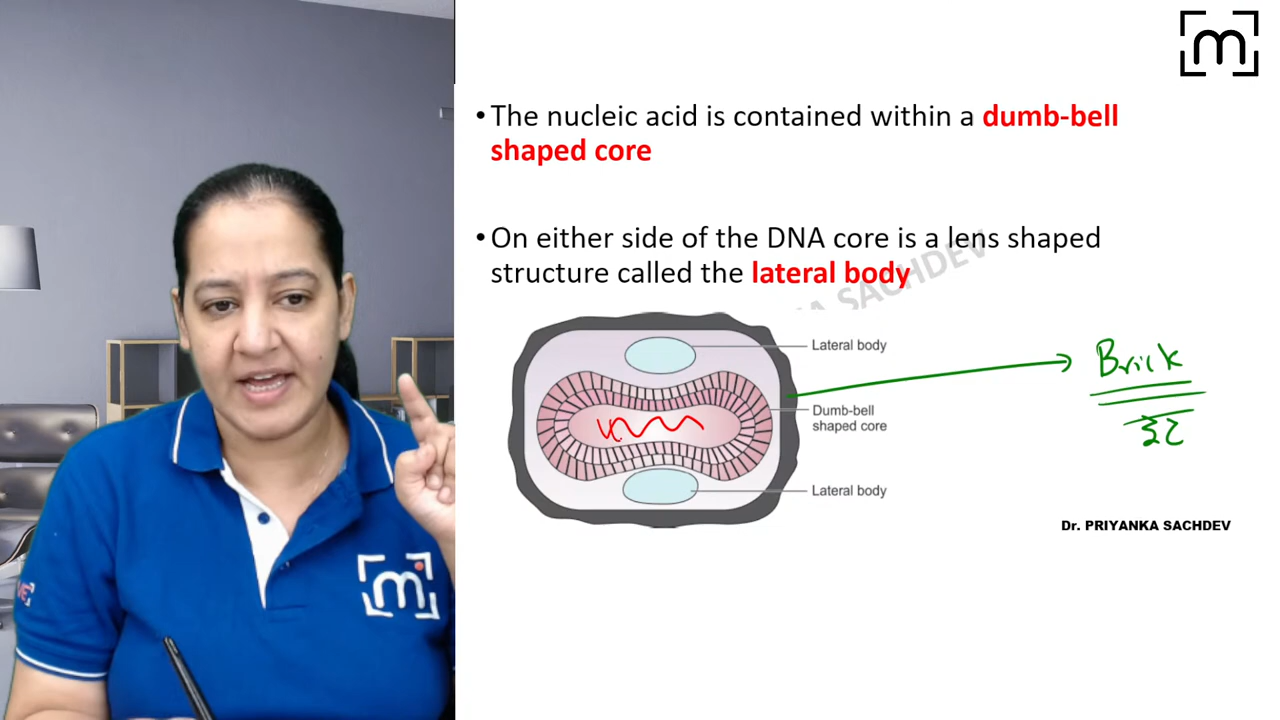 m
• The nucleic acid is contained within a dumb-bell
shaped core
• On either side of the DNA core is a lens shaped
structure called the lateral body
SACHDEV
Lateral body
Brick
Dumb-bell
shaped core
Lateral body
Dr. PRIYANKA SACHDEV
m